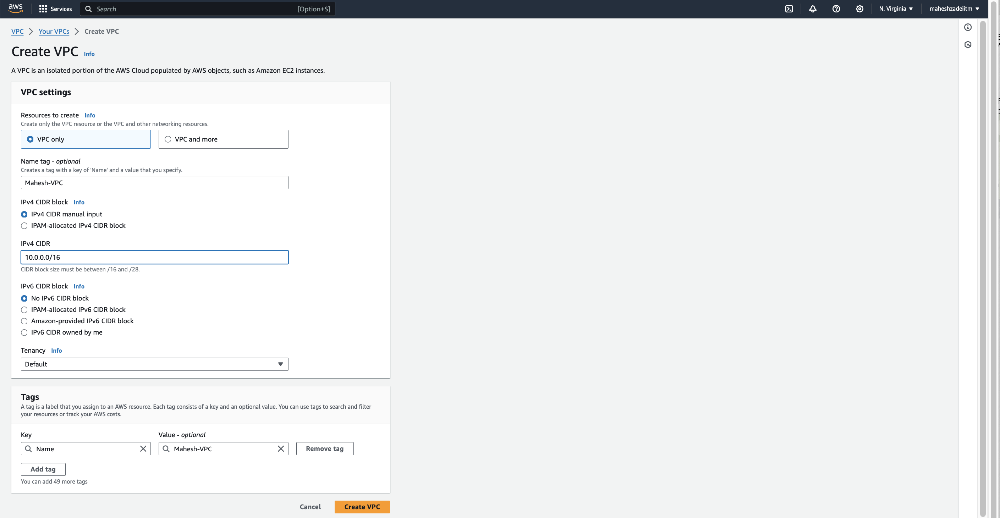 aws Services Search [Option+S] N. Virginia maheshzadeiitm
VPC Your VPCs Create VPC
Create VPC Info
A VPC is an isolated portion of the AWS Cloud populated by AWS objects, such as Amazon EC2 instances.
VPC settings
Resources to create Info
Create only the VPC resource or the VPC and other networking resources.
VPC only VPC and more
Name tag - optional
Creates a tag with a key of 'Name' and a value that you specify.
Mahesh-VPC
IPv4 CIDR block Info
IPv4 CIDR manual input
IPAM-allocated IPv4 CIDR block
IPv4 CIDR
10.0.0.0/16
CIDR block size must be between /16 and /28.
IPv6 CIDR block Info
No IPv6 CIDR block
IPAM-allocated IPv6 CIDR block
Amazon-provided IPv6 CIDR block
IPv6 CIDR owned by me
Tenancy Info
Default
Tags
A tag is a label that you assign to an AWS resource. Each tag consists of a key and an optional value. You can use tags to search and filter
your resources or track your AWS costs.
Key Value - optional
Name Mahesh-VPC Remove tag
Add tag
You can add 49 more tags
Cancel Create VPC